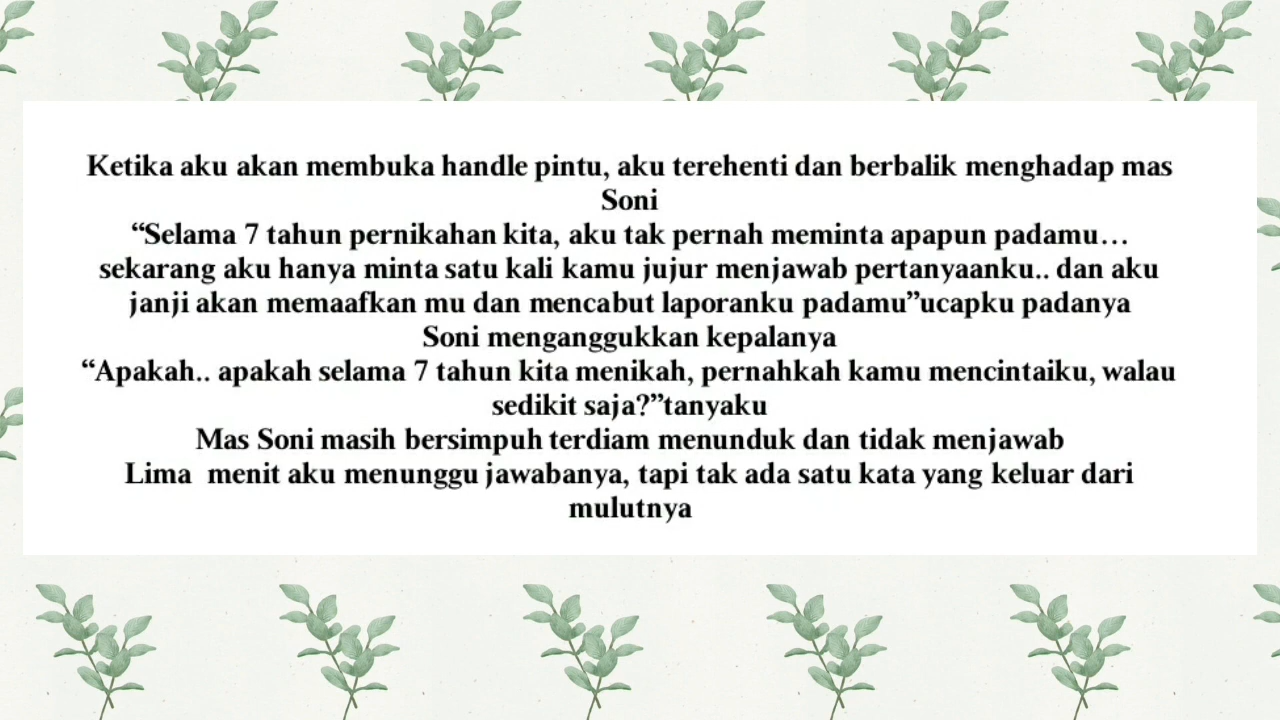 Ketika aku akan membuka handle pintu, aku terehenti dan berbalik menghadap mas
Soni
“Selama 7 tahun pernikahan kita, aku tak pernah meminta apapun padamu…
sekarang aku hanya minta satu kali kamu jujur menjawab pertanyaanku.. dan aku
janji akan memaafkan mu dan mencabut laporanku padamu”ucapku padanya
Soni menganggukkan kepalanya
“Apakah.. apakah selama 7 tahun kita menikah, pernahkah kamu mencintaiku, walau
sedikit saja?”tanyaku
Mas Soni masih bersimpuh terdiam menunduk dan tidak menjawab
Lima  menit aku menunggu jawabanya, tapi tak ada satu kata yang keluar dari
mulutnya